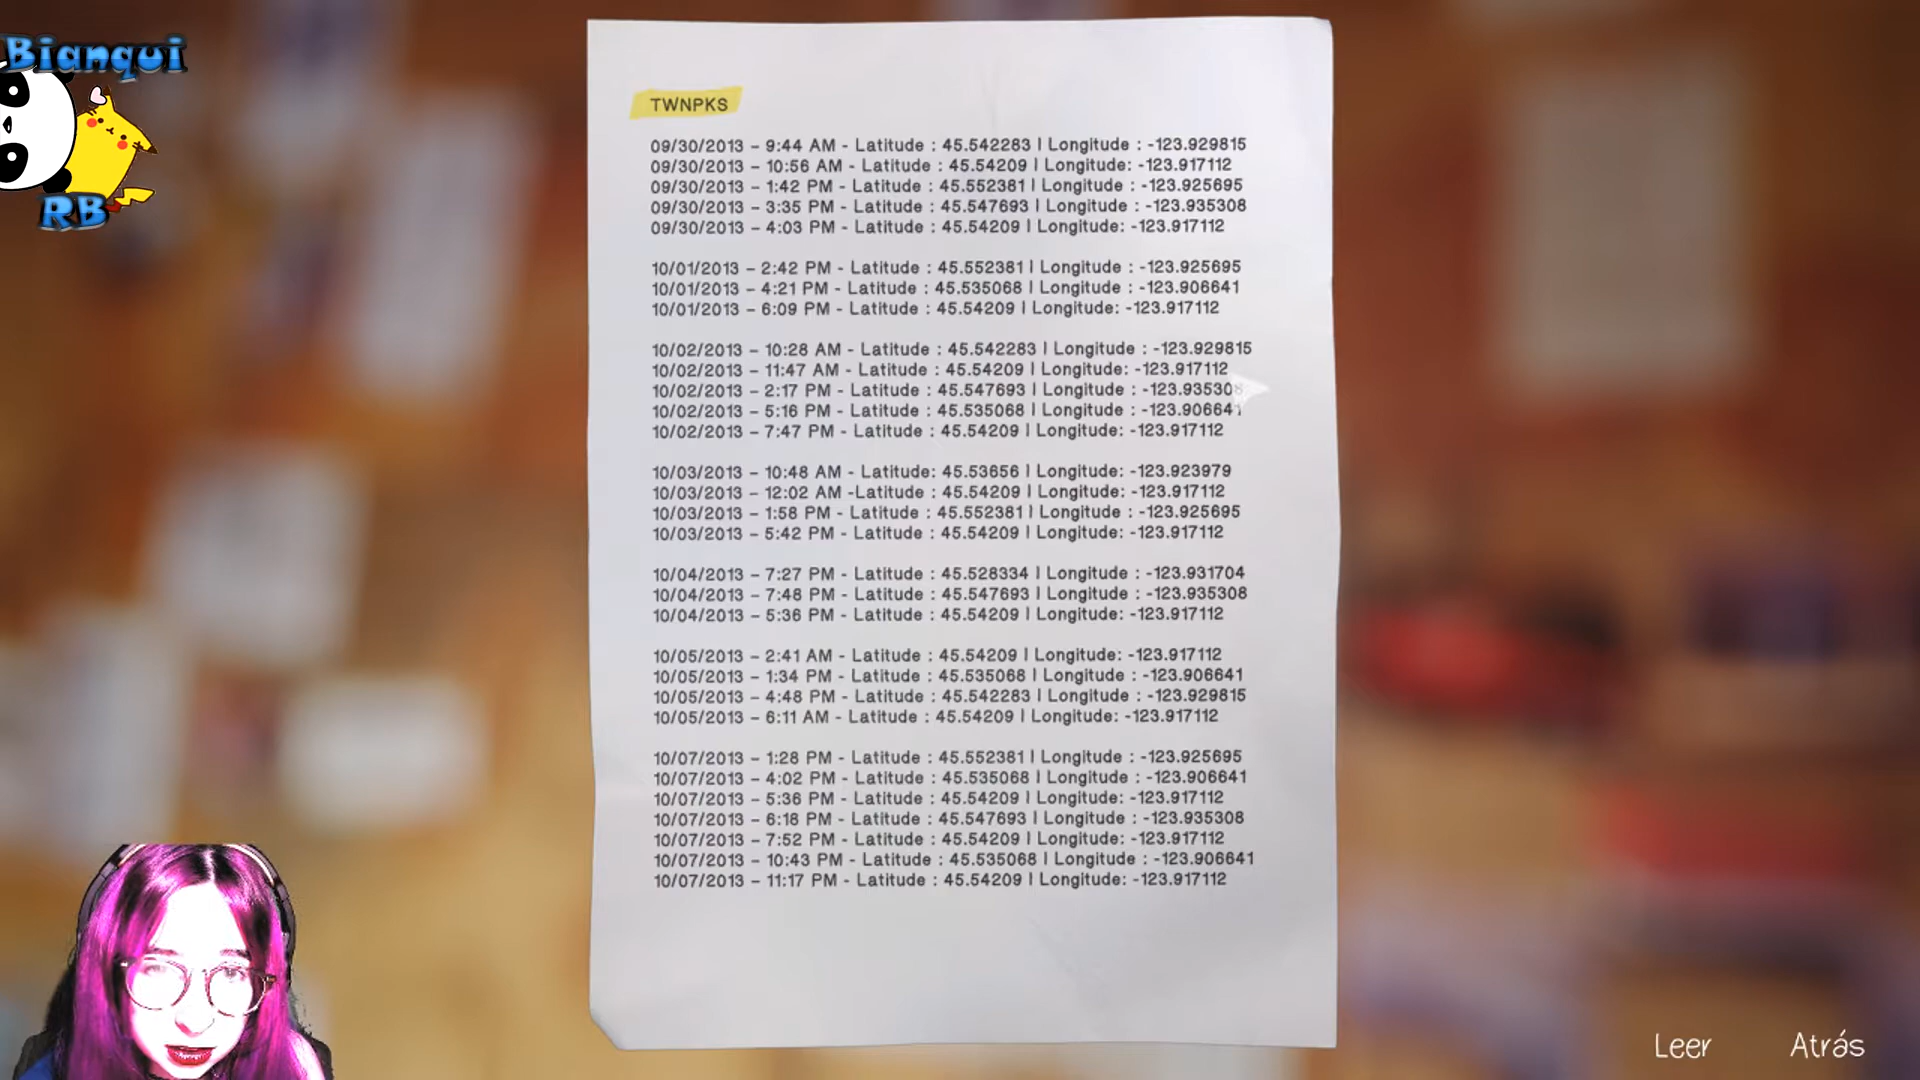 Bianqui
RB
TWNPKS
09/30/2013 – 9:44 AM - Latitude : 45.542283 | Longitude : -123.929815
09/30/2013 – 10:56 AM - Latitude : 45.54209 | Longitude: -123.917112
09/30/2013 – 1:42 PM - Latitude : 45.552381 | Longitude : -123.925695
09/30/2013 – 3:35 PM - Latitude : 45.547693 | Longitude : -123.935308
09/30/2013 – 4:03 PM - Latitude : 45.54209 | Longitude: -123.917112
10/01/2013 – 2:42 PM - Latitude : 45.552381 | Longitude : -123.925695
10/01/2013 – 4:21 PM - Latitude : 45.535068 | Longitude : -123.906641
10/01/2013 – 6:09 PM - Latitude : 45.54209 | Longitude: -123.917112
10/02/2013 – 10:28 AM - Latitude : 45.542283 | Longitude : -123.929815
10/02/2013 – 11:47 AM - Latitude : 45.54209 | Longitude: -123.917112
10/02/2013 – 2:17 PM - Latitude : 45.547693 | Longitude : -123.935308
10/02/2013 – 5:16 PM - Latitude : 45.535068 | Longitude : -123.906641
10/02/2013 – 7:47 PM - Latitude : 45.54209 | Longitude: -123.917112
10/03/2013 – 10:48 AM - Latitude: 45.53656 | Longitude: -123.923979
10/03/2013 – 12:02 AM -Latitude : 45.54209 | Longitude: -123.917112
10/03/2013 – 1:58 PM - Latitude : 45.552381 | Longitude : -123.925695
10/03/2013 – 5:42 PM - Latitude : 45.54209 | Longitude: -123.917112
10/04/2013 – 7:27 PM - Latitude : 45.528334 | Longitude : -123.931704
10/04/2013 – 7:48 PM - Latitude : 45.547693 | Longitude : -123.935308
10/04/2013 – 5:36 PM - Latitude : 45.54209 | Longitude: -123.917112
10/05/2013 – 2:41 AM - Latitude : 45.54209 | Longitude: -123.917112
10/05/2013 – 1:34 PM - Latitude : 45.535068 | Longitude : -123.906641
10/05/2013 – 4:48 PM - Latitude : 45.542283 | Longitude : -123.929815
10/05/2013 – 6:11 AM - Latitude : 45.54209 | Longitude: -123.917112
10/07/2013 – 1:28 PM - Latitude : 45.552381 | Longitude : -123.925695
10/07/2013 – 4:02 PM - Latitude : 45.535068 | Longitude : -123.906641
10/07/2013 – 5:36 PM - Latitude : 45.54209 | Longitude: -123.917112
10/07/2013 – 6:18 PM - Latitude : 45.547693 | Longitude : -123.935308
10/07/2013 – 7:52 PM - Latitude : 45.54209 | Longitude: -123.917112
10/07/2013 – 10:43 PM - Latitude : 45.535068 | Longitude : -123.906641
10/07/2013 – 11:17 PM - Latitude : 45.54209 | Longitude: -123.917112
Leer
Atrás